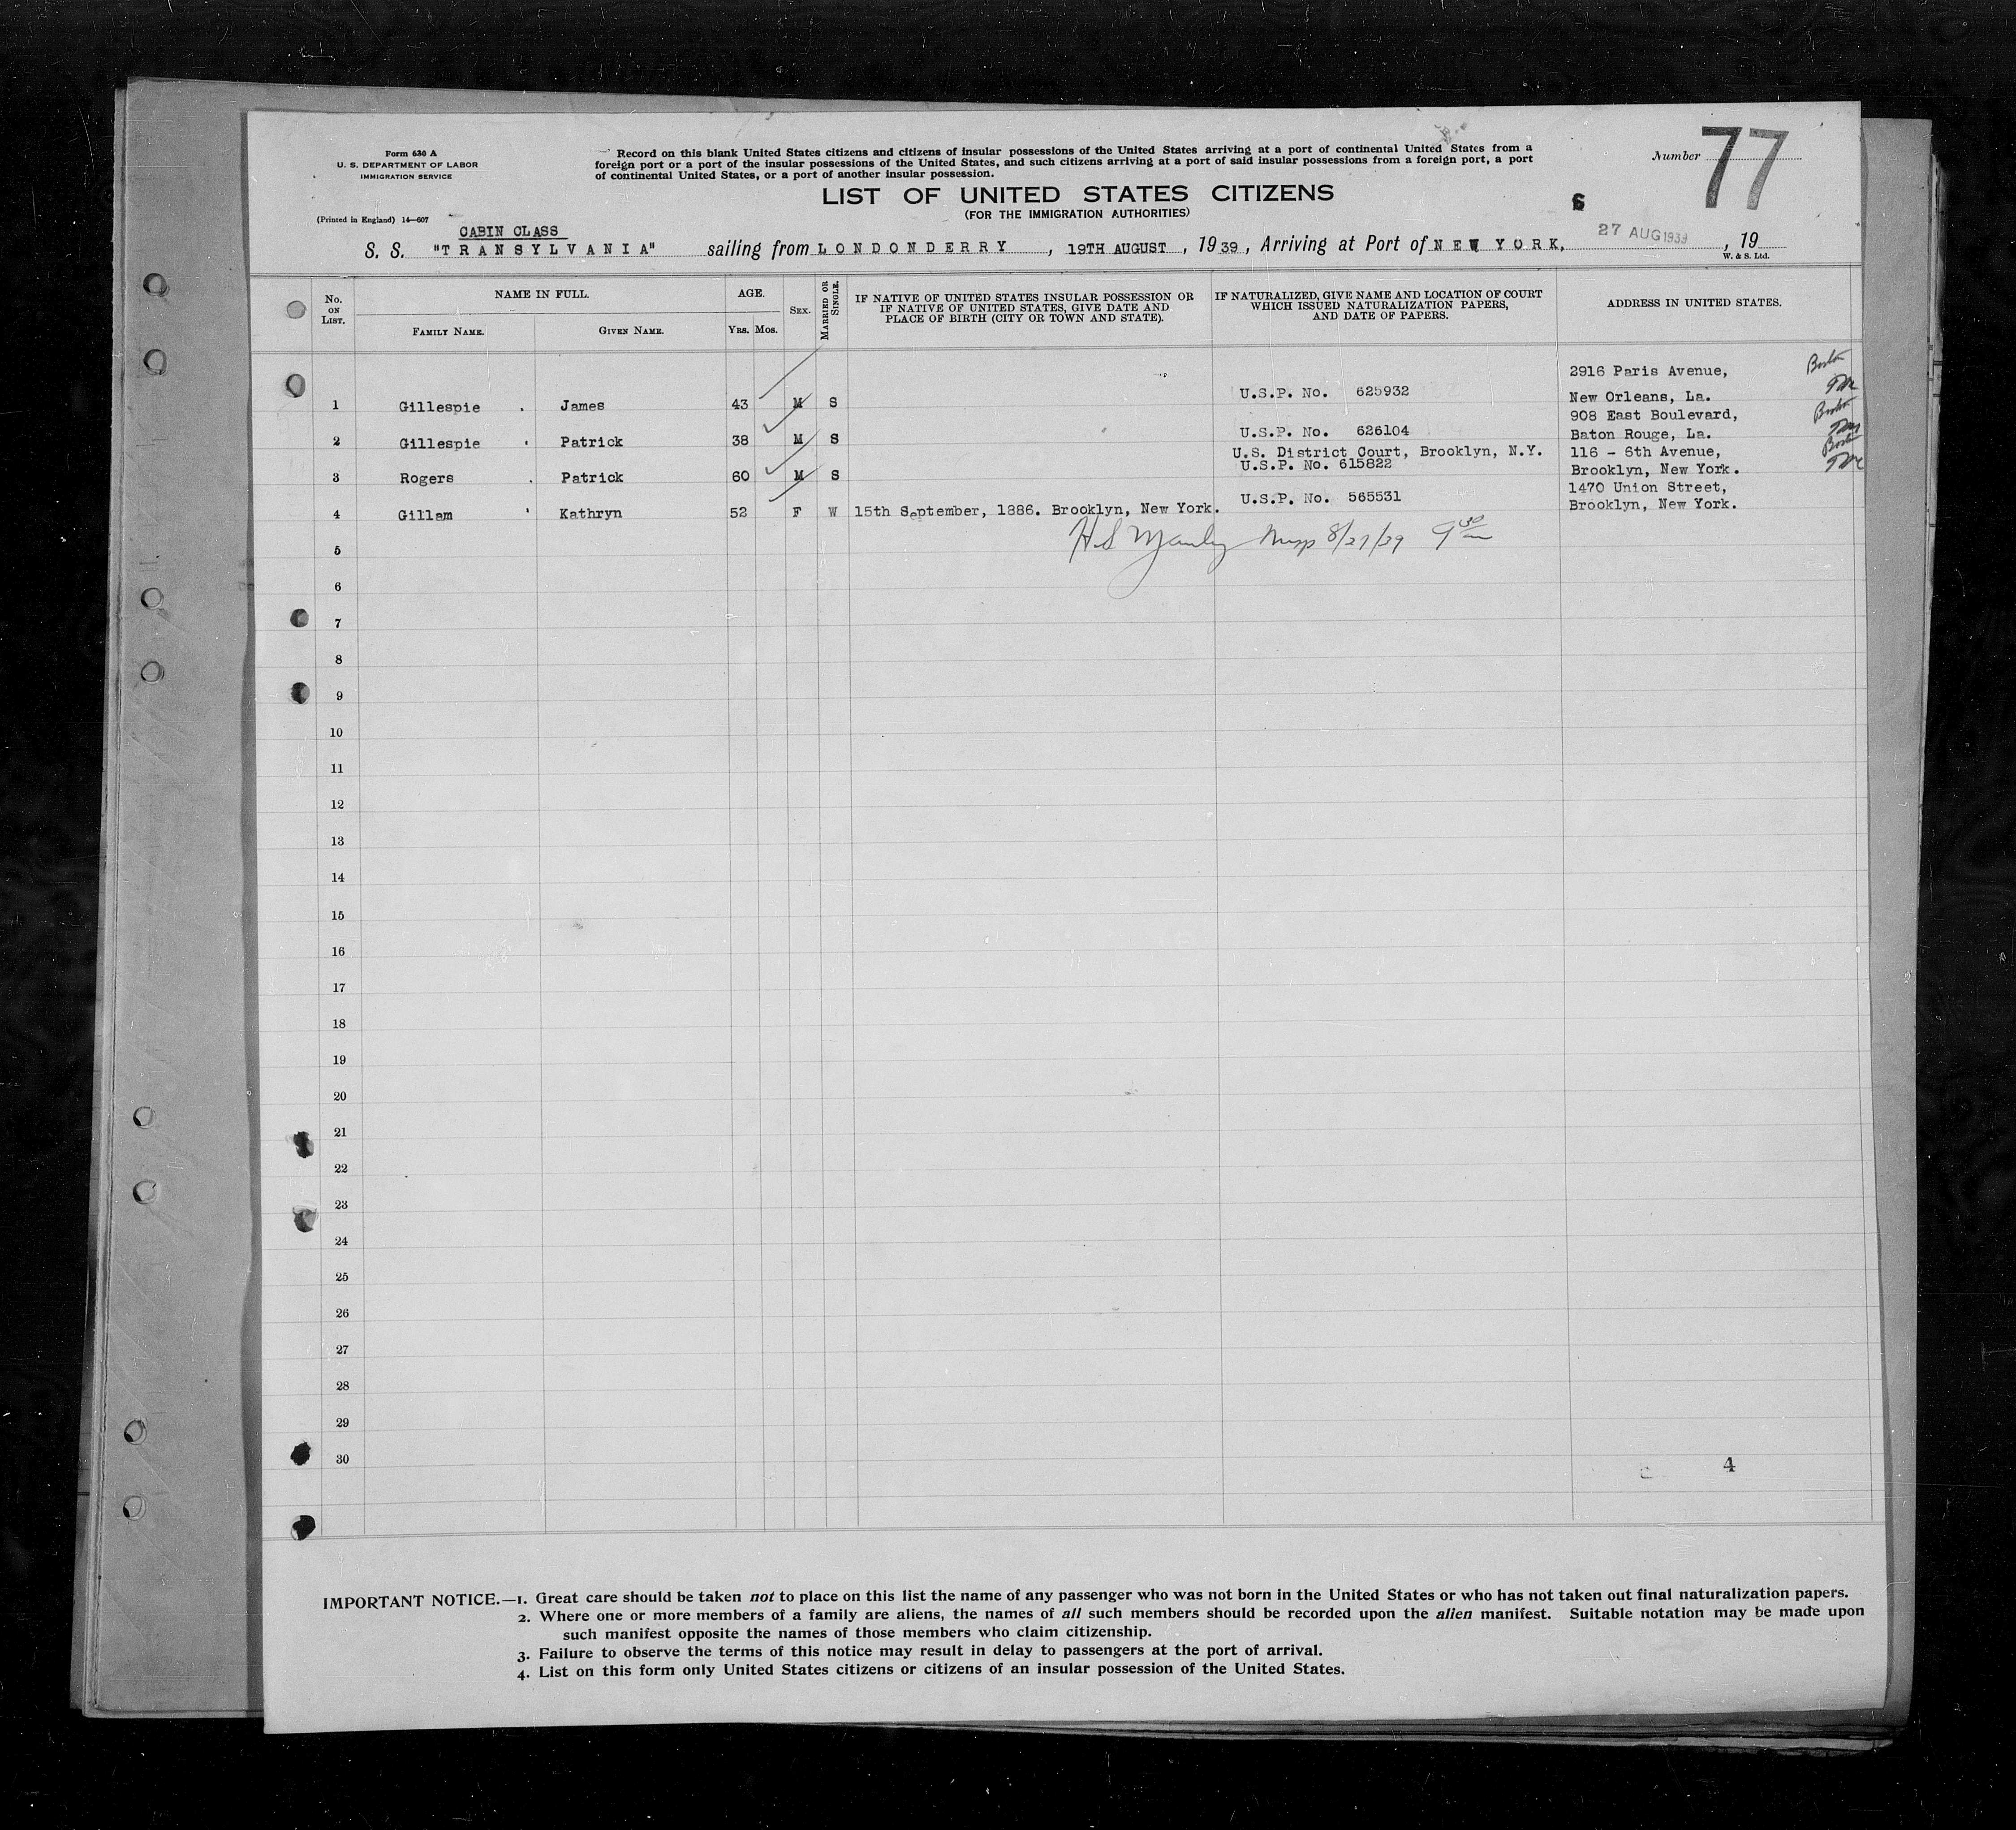 Form 630 A
U. S. DEPARTMENT OF LABOR
IMMIGRATION SERVICE
(Printed in England) 14—607
Record on this blank United States citizens and citizens of insular possessions of the United States arriving at a port of continental United States from a
foreign port or a port of the insular possessions of the United States, and such citizens arriving at a port of said insular possessions from a foreign port, a port
of continental United States, or a port of another insular possession.
Number 77
LIST OF UNITED STATES CITIZENS
(FOR THE IMMIGRATION AUTHORITIES)
6
CABIN CLASS
S. S. "TRANSYLVANIA" sailing from LONDONDERRY, 19TH AUGUST, 1939, Arriving at Port of NEW YORK, 27 AUG 1939, 19
W. & S. Ltd.
No. ON LIST.
NAME IN FULL.
FAMILY NAME.
GIVEN NAME.
AGE.
YRS. MOS.
SEX.
MARRIED OR SINGLE.
IF NATIVE OF UNITED STATES INSULAR POSSESSION OR
IF NATIVE OF UNITED STATES, GIVE DATE AND
PLACE OF BIRTH (CITY OR TOWN AND STATE).
IF NATURALIZED, GIVE NAME AND LOCATION OF COURT
WHICH ISSUED NATURALIZATION PAPERS,
AND DATE OF PAPERS.
ADDRESS IN UNITED STATES.
2916 Paris Avenue,
1 Gillespie James 43 M S U.S.P. No. 625932 New Orleans, La.
908 East Boulevard,
2 Gillespie Patrick 38 M S U.S.P. No. 626104 Baton Rouge, La.
U.S. District Court, Brooklyn, N.Y. 116 - 6th Avenue,
3 Rogers Patrick 60 M S U.S.P. No. 615822 Brooklyn, New York.
1470 Union Street,
4 Gillam Kathryn 52 F W 15th September, 1886. Brooklyn, New York. U.S.P. No. 565531 Brooklyn, New York.
5
8/27/39 9 30
6
7
8
9
10
11
12
13
14
15
16
17
18
19
20
21
22
23
24
25
26
27
28
29
30
4
IMPORTANT NOTICE.—1. Great care should be taken not to place on this list the name of any passenger who was not born in the United States or who has not taken out final naturalization papers.
2. Where one or more members of a family are aliens, the names of all such members should be recorded upon the alien manifest. Suitable notation may be made upon
such manifest opposite the names of those members who claim citizenship.
3. Failure to observe the terms of this notice may result in delay to passengers at the port of arrival.
4. List on this form only United States citizens or citizens of an insular possession of the United States.